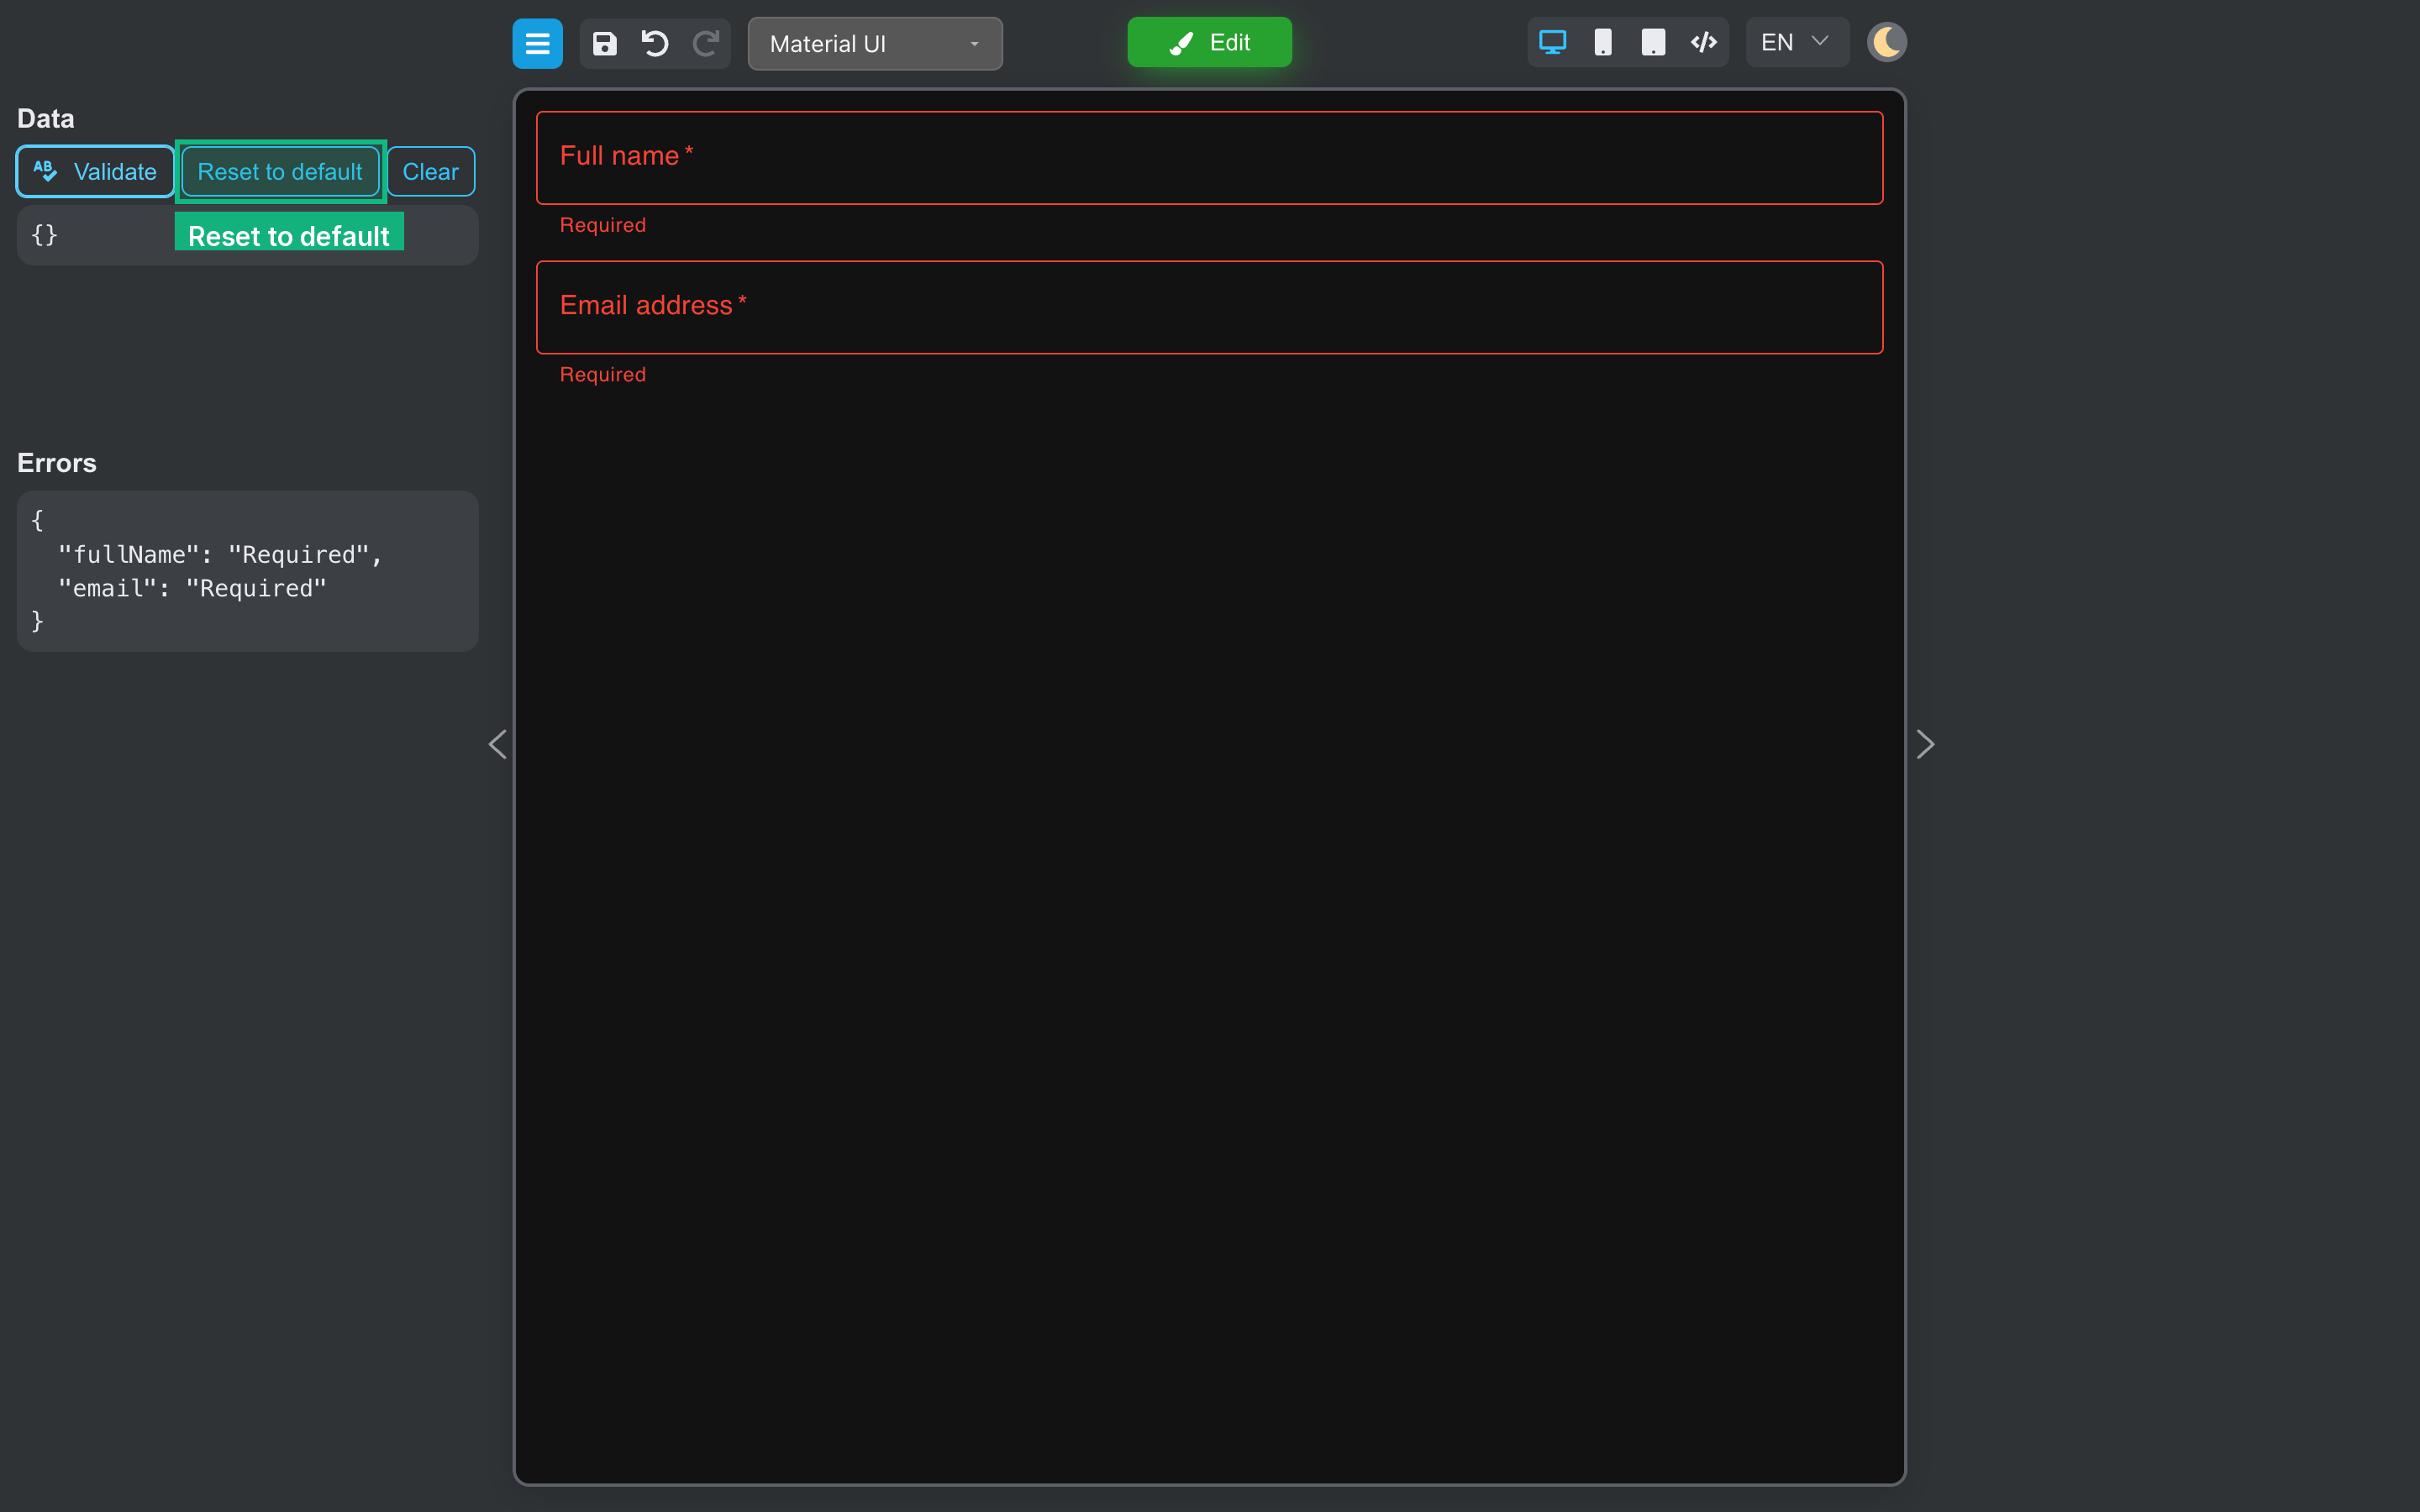 Material UI
Edit
EN
Data
AB Validate
Reset to default
Clear
{}
Reset to default
Errors
{
"fullName": "Required",
"email": "Required"
}
Full name *
Required
Email address *
Required